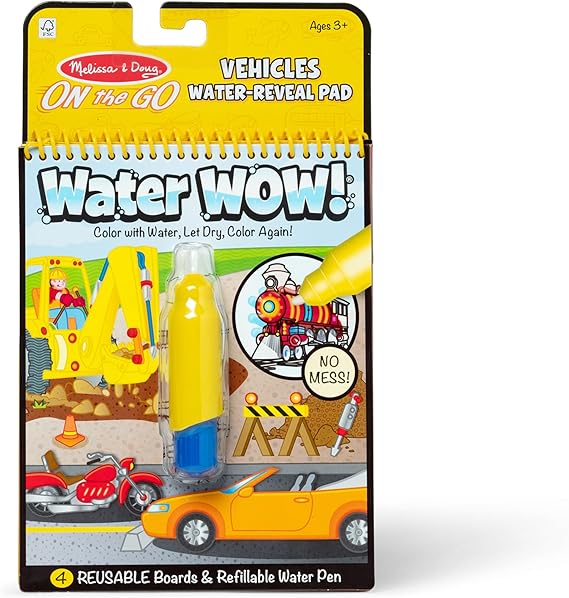 FSC
Ages 3+
Melissa & Doug
ON the GO
VEHICLES
WATER-REVEAL PAD
Water WOW!®
Color with Water, Let Dry, Color Again!
NO
MESS!
4 REUSABLE Boards & Refillable Water Pen